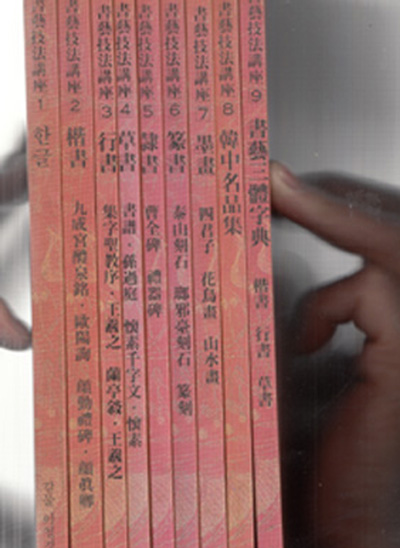 書藝技法講座 1 한글
書藝技法講座 2 楷書 九成宮醴泉銘·歐陽詢 顔勤禮碑·顔眞卿
書藝技法講座 3 行書 集字聖教序·王羲之 蘭亭敍·王羲之
書藝技法講座 4 草書 書譜·孫過庭 懷素千字文·懷素
書藝技法講座 5 隸書 曹全碑 禮器碑
書藝技法講座 6 篆書 泰山刻石 瑯邪臺刻石 篆刻
書藝技法講座 7 墨畫 四君子 花鳥畫 山水畫
書藝技法講座 8 韓中名品集
書藝技法講座 9 書藝三體字典 楷書 行書 草書